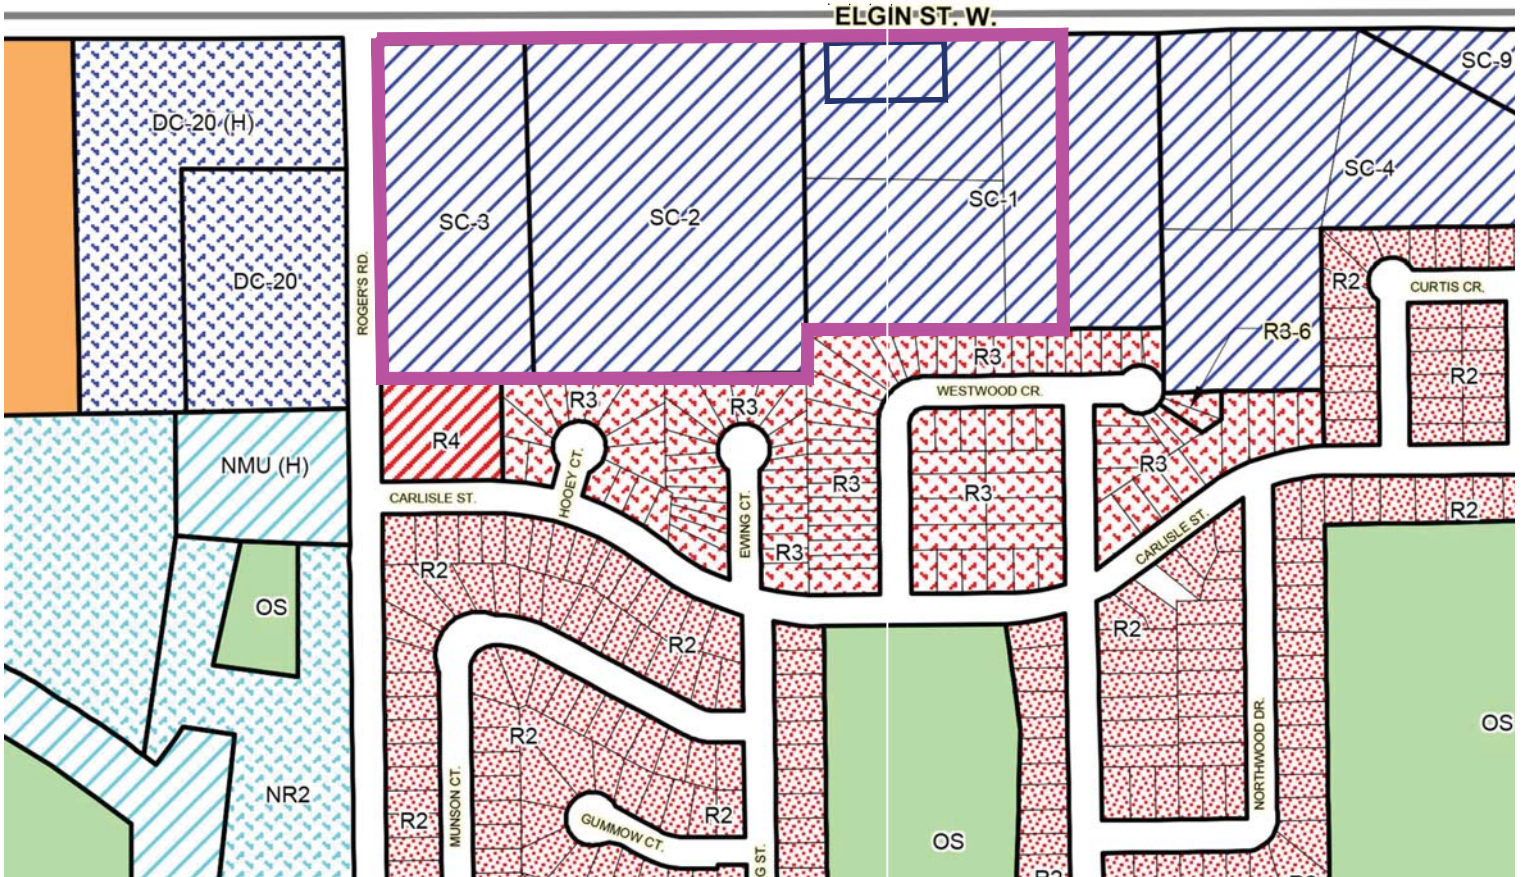 ELGIN ST. W.
SC-9
DC-20 (H)
SC-4
SC-1
SC-3
SC-2
ROGER'S RD.
DC-20
R2
CURTIS CR.
R3-6
R3
WESTWOOD CR.
R2
R3
R3
R4
NMU (H)
R3
R3
R3
CARLISLE ST.
HOOEY CT.
EWING CT.
R2
CARLISLE ST.
R3
R2
OS
R2
R2
OS
R2
NORTHWOOD DR.
NR2
MUNSON CT.
R2
R2
GUMMOW CT.
OS
G ST.